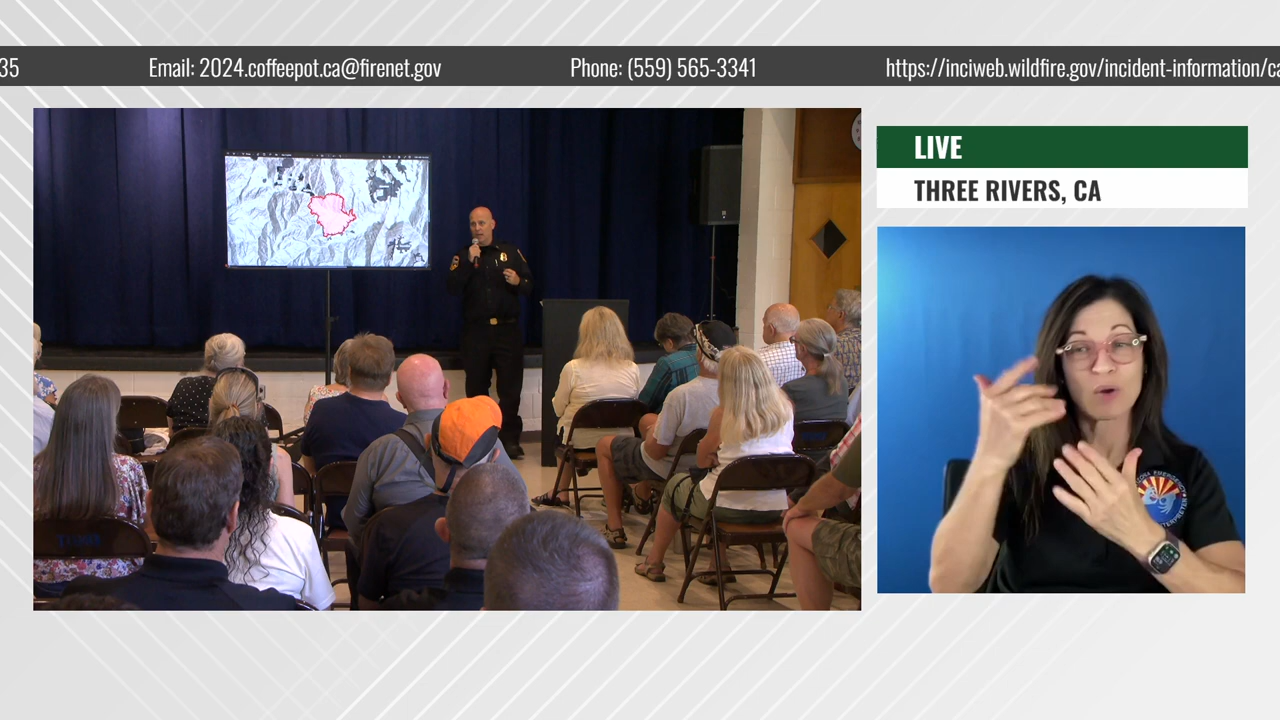 35 Email: 2024.coffeepot.ca@firenet.gov Phone: (559) 565-3341 https://inciweb.wildfire.gov/incident-information/ca
LIVE
THREE RIVERS, CA